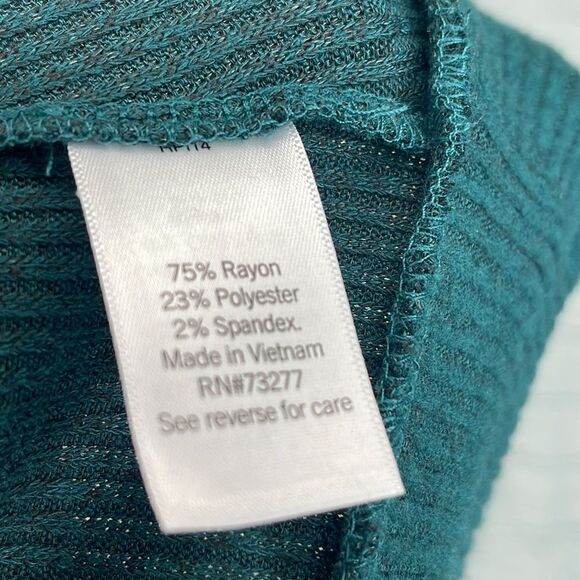 75% Rayon
23% Polyester
2% Spandex.
Made in Vietnam
RN#73277
See reverse for care